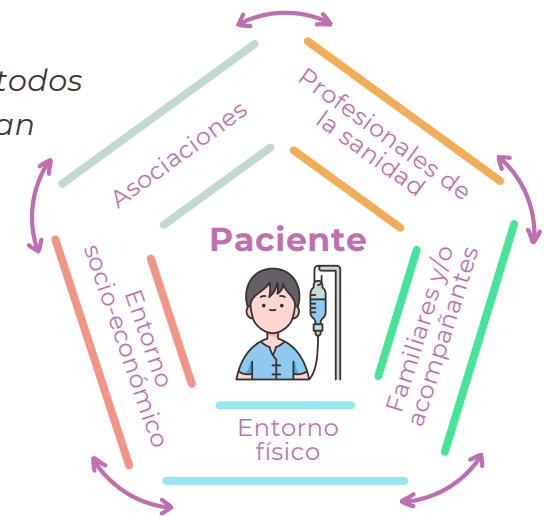 todos
an
Asociaciones
Profesionales de
la sanidad
Paciente
Familiares y/o
acompañantes
Entorno
socio-económico
Entorno
físico